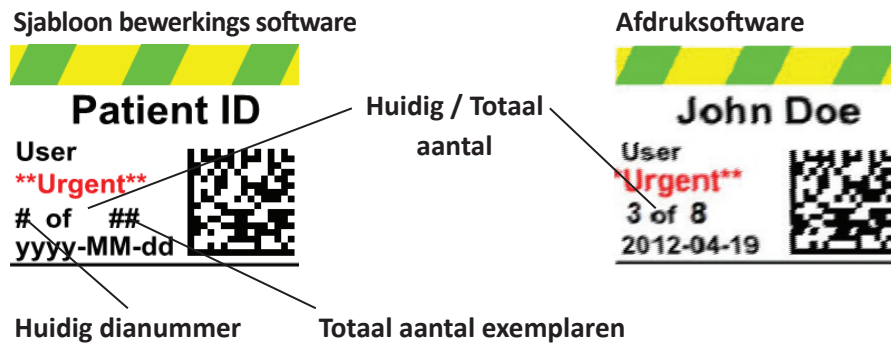 Sjabloon bewerkings software
Patient ID
User
**Urgent**
# of ##
yyyy-MM-dd
Huidig / Totaal
aantal
Afdruksoftware
John Doe
User
*Urgent**
3 of 8
2012-04-19
Huidig dianummer
Totaal aantal exemplaren